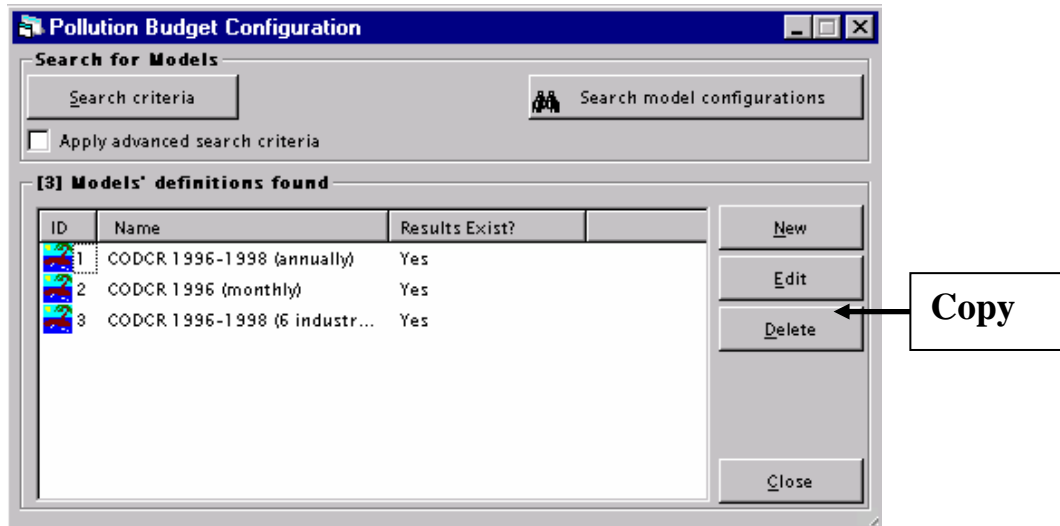 Pollution Budget Configuration
Search for Models
Search criteria
Search model configurations
Apply advanced search criteria
[3] Models' definitions found
ID Name Results Exist?
1 CODCR 1996-1998 (annually) Yes
2 CODCR 1996 (monthly) Yes
3 CODCR 1996-1998 (6 industr... Yes
New
Edit
Delete
Close
Copy